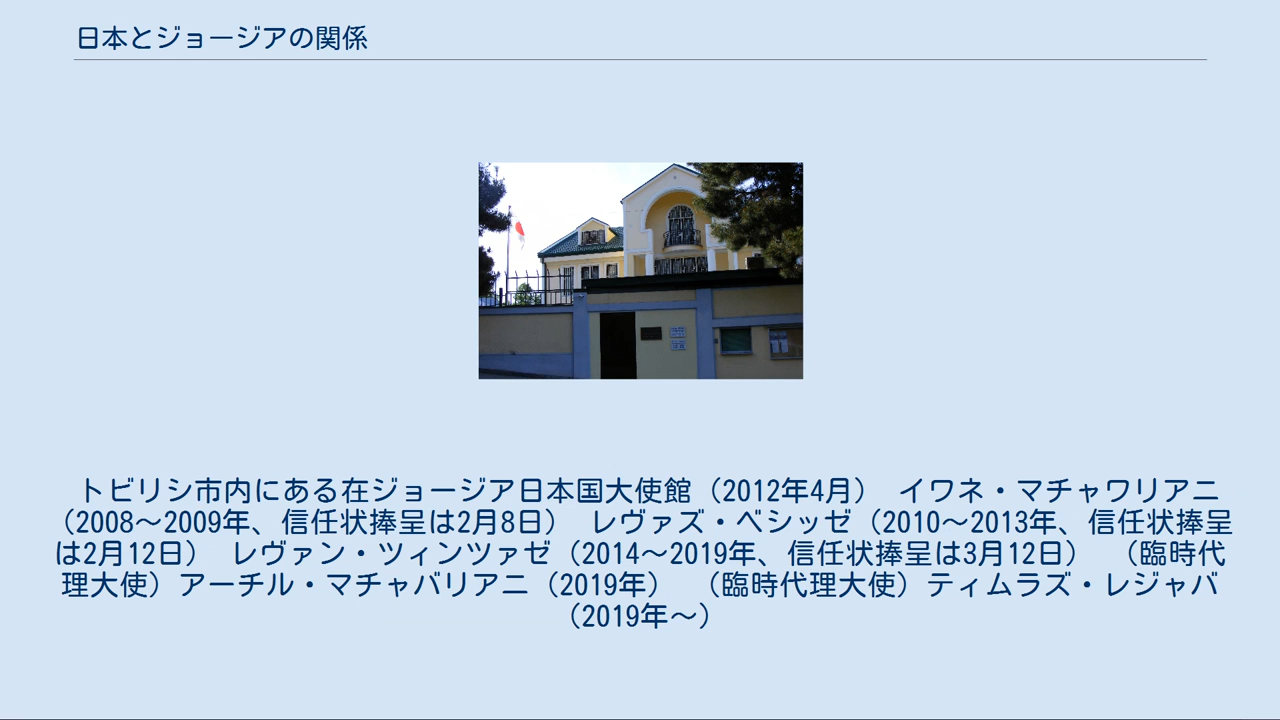 日本とジョージアの関係
トビリシ市内にある在ジョージア日本国大使館（2012年4月） イワネ・マチャワリアニ
（2008～2009年、信任状捧呈は2月8日） レヴァズ・ベシッゼ（2010～2013年、信任状捧呈
は2月12日） レヴァン・ツィンツァゼ（2014～2019年、信任状捧呈は3月12日） （臨時代
理大使）アーチル・マチャバリアニ（2019年） （臨時代理大使）ティムラズ・レジャバ
（2019年～）